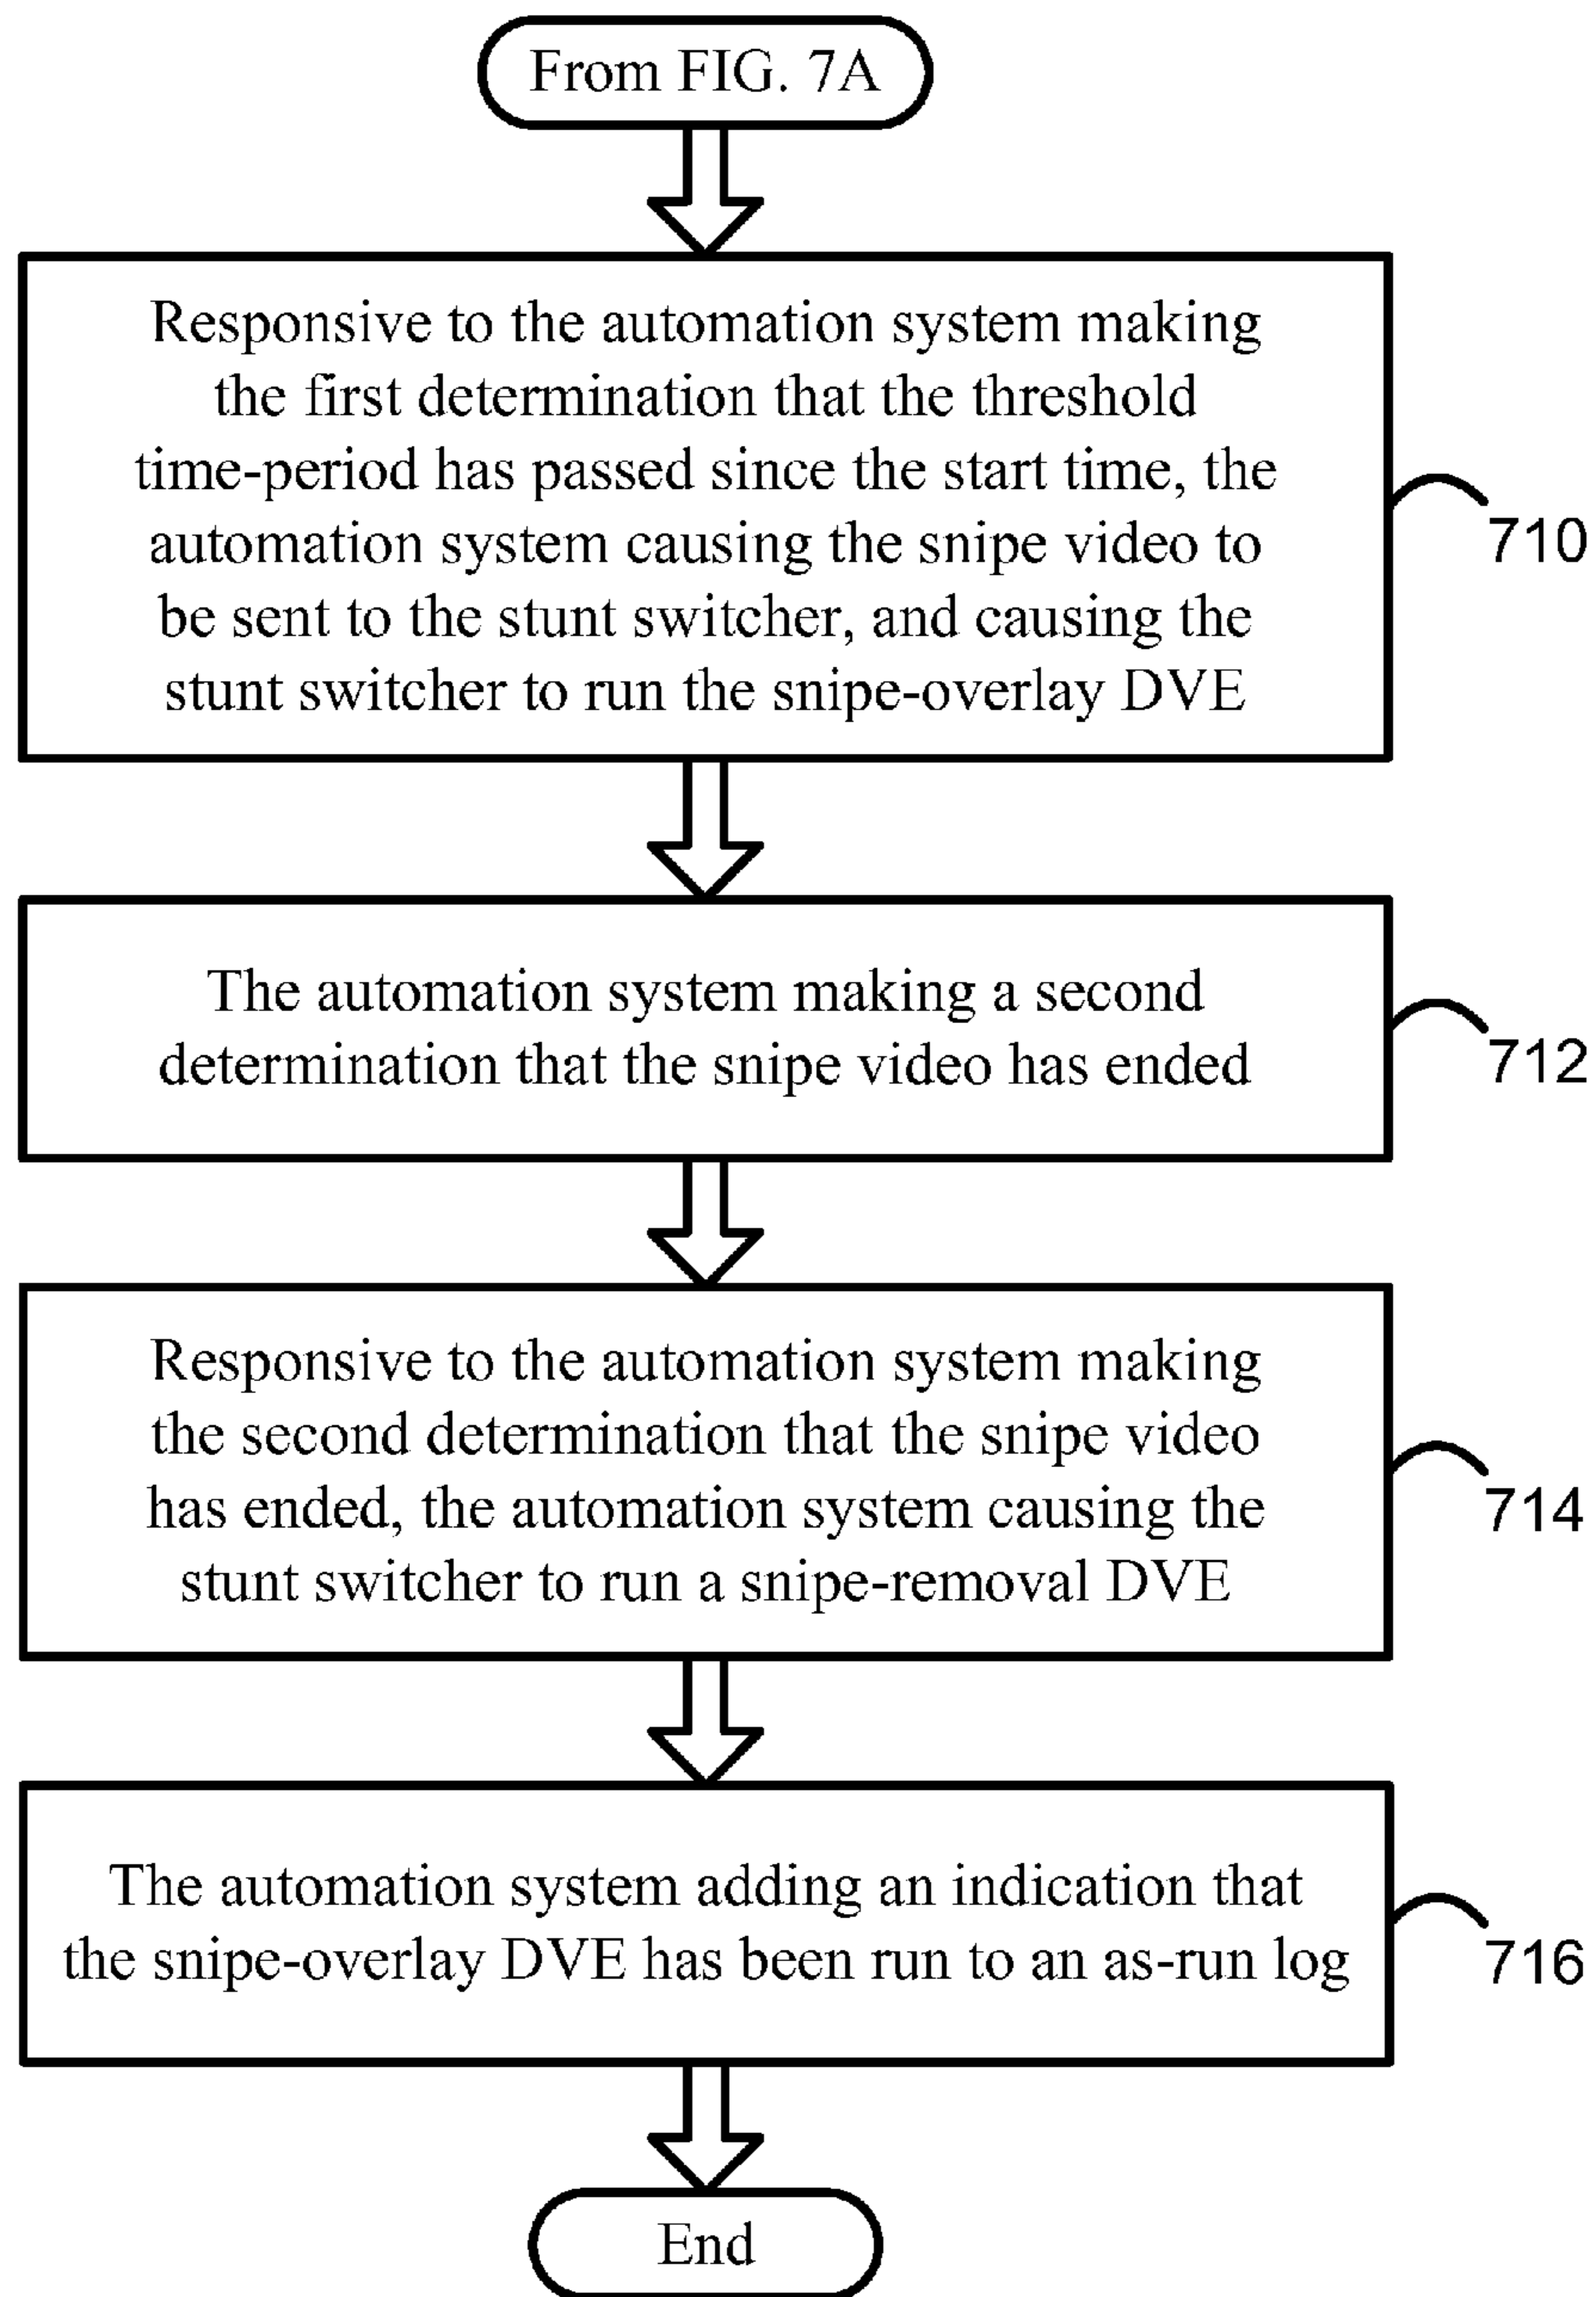 From FIG. 7A
Responsive to the automation system making
the first determination that the threshold
time-period has passed since the start time, the
automation system causing the snipe video to
be sent to the stunt switcher, and causing the
stunt switcher to run the snipe-overlay DVE
710
The automation system making a second
determination that the snipe video has ended
712
Responsive to the automation system making
the second determination that the snipe video
has ended, the automation system causing the
stunt switcher to run a snipe-removal DVE
714
The automation system adding an indication that
the snipe-overlay DVE has been run to an as-run log
716
End